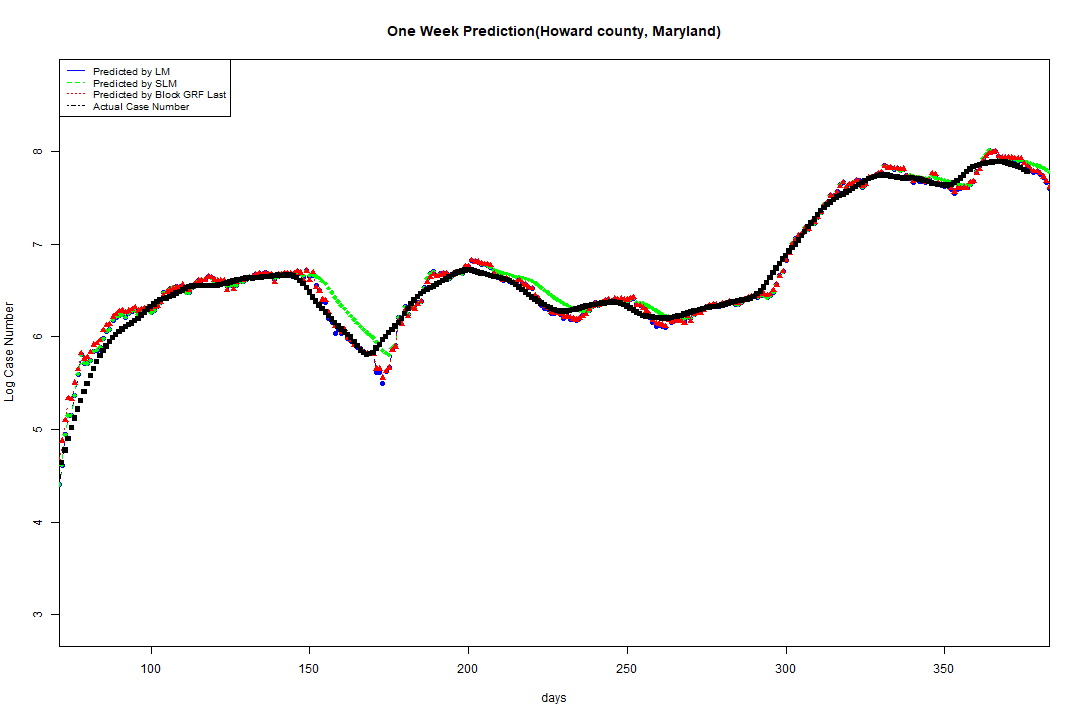 One Week Prediction(Howard county, Maryland)
Predicted by LM
Predicted by SLM
Predicted by Block GRF Last
Actual Case Number
Log Case Number
8
7
6
5
4
3
100 150 200 250 300 350
days